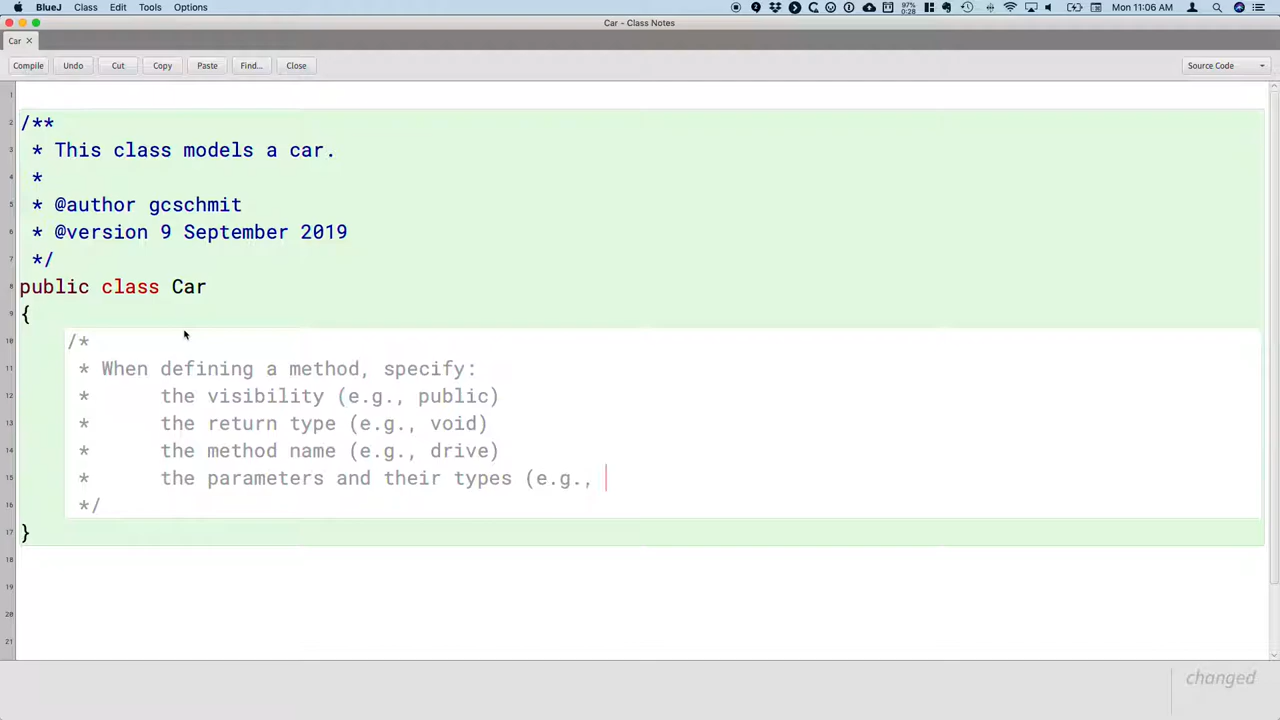 BlueJ Class Edit Tools Options 97% 0:28 Mon 11:06 AM
Car - Class Notes
Car
Compile Undo Cut Copy Paste Find... Close Source Code
1
2 /**
3 * This class models a car.
4 *
5 * @author gcschmit
6 * @version 9 September 2019
7 */
8 public class Car
9 {
10 /*
11 * When defining a method, specify:
12 * the visibility (e.g., public)
13 * the return type (e.g., void)
14 * the method name (e.g., drive)
15 * the parameters and their types (e.g.,
16 */
17 }
18
19
20
21
changed